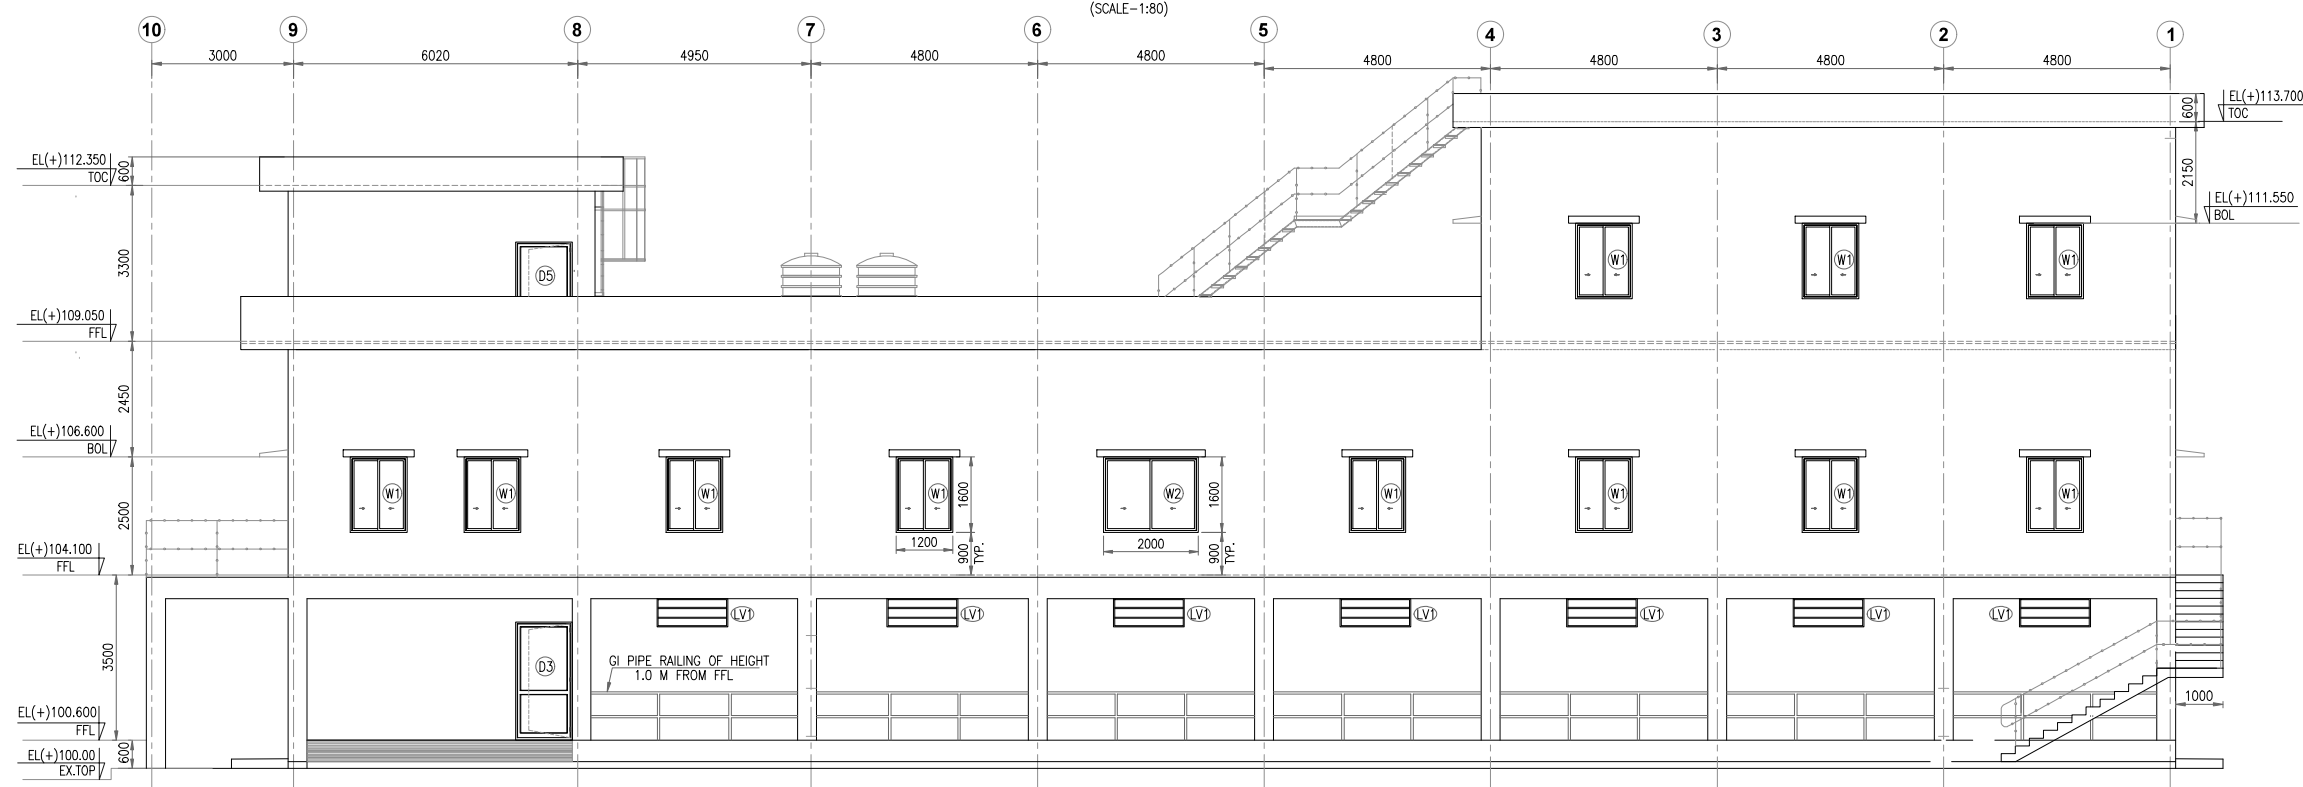 (SCALE-1:80)
10 9 8 7 6 5 4 3 2 1
3000 6020 4950 4800 4800 4800 4800 4800 4800
EL(+)113.700
TOC
600
2150
EL(+)111.550
BOL
EL(+)112.350
TOC
600
3300
D5
W1 W1 W1
EL(+)109.050
FFL
2450
EL(+)106.600
BOL
2500
W1 W1 W1 W1 W2 W1 W1 W1 W1
1600 1600
1200 2000
900 TYP. 900 TYP.
EL(+)104.100
FFL
LV1 LV1 LV1 LV1 LV1 LV1 LV1
3500
D3
GI PIPE RAILING OF HEIGHT
1.0 M FROM FFL
1000
EL(+)100.600
FFL
600
EL(+)100.00
EX.TOP